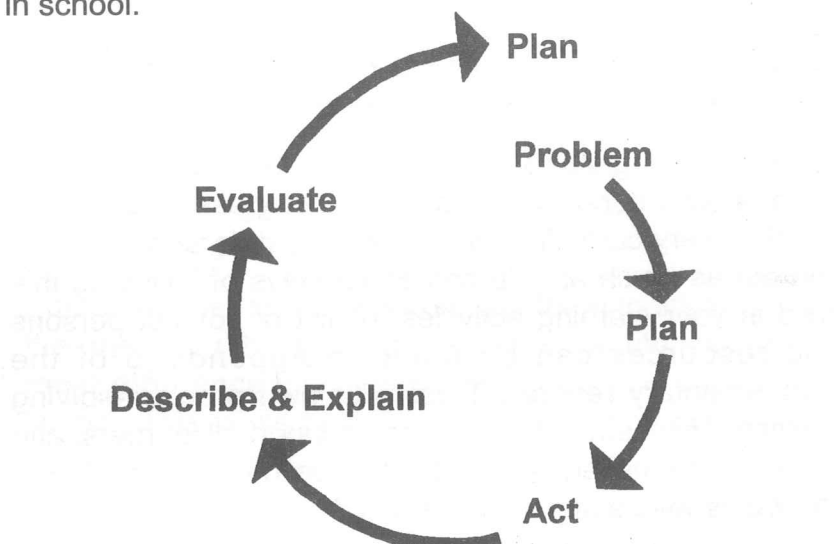 in school.
Plan
Problem
Evaluate
Plan
Describe & Explain
Act